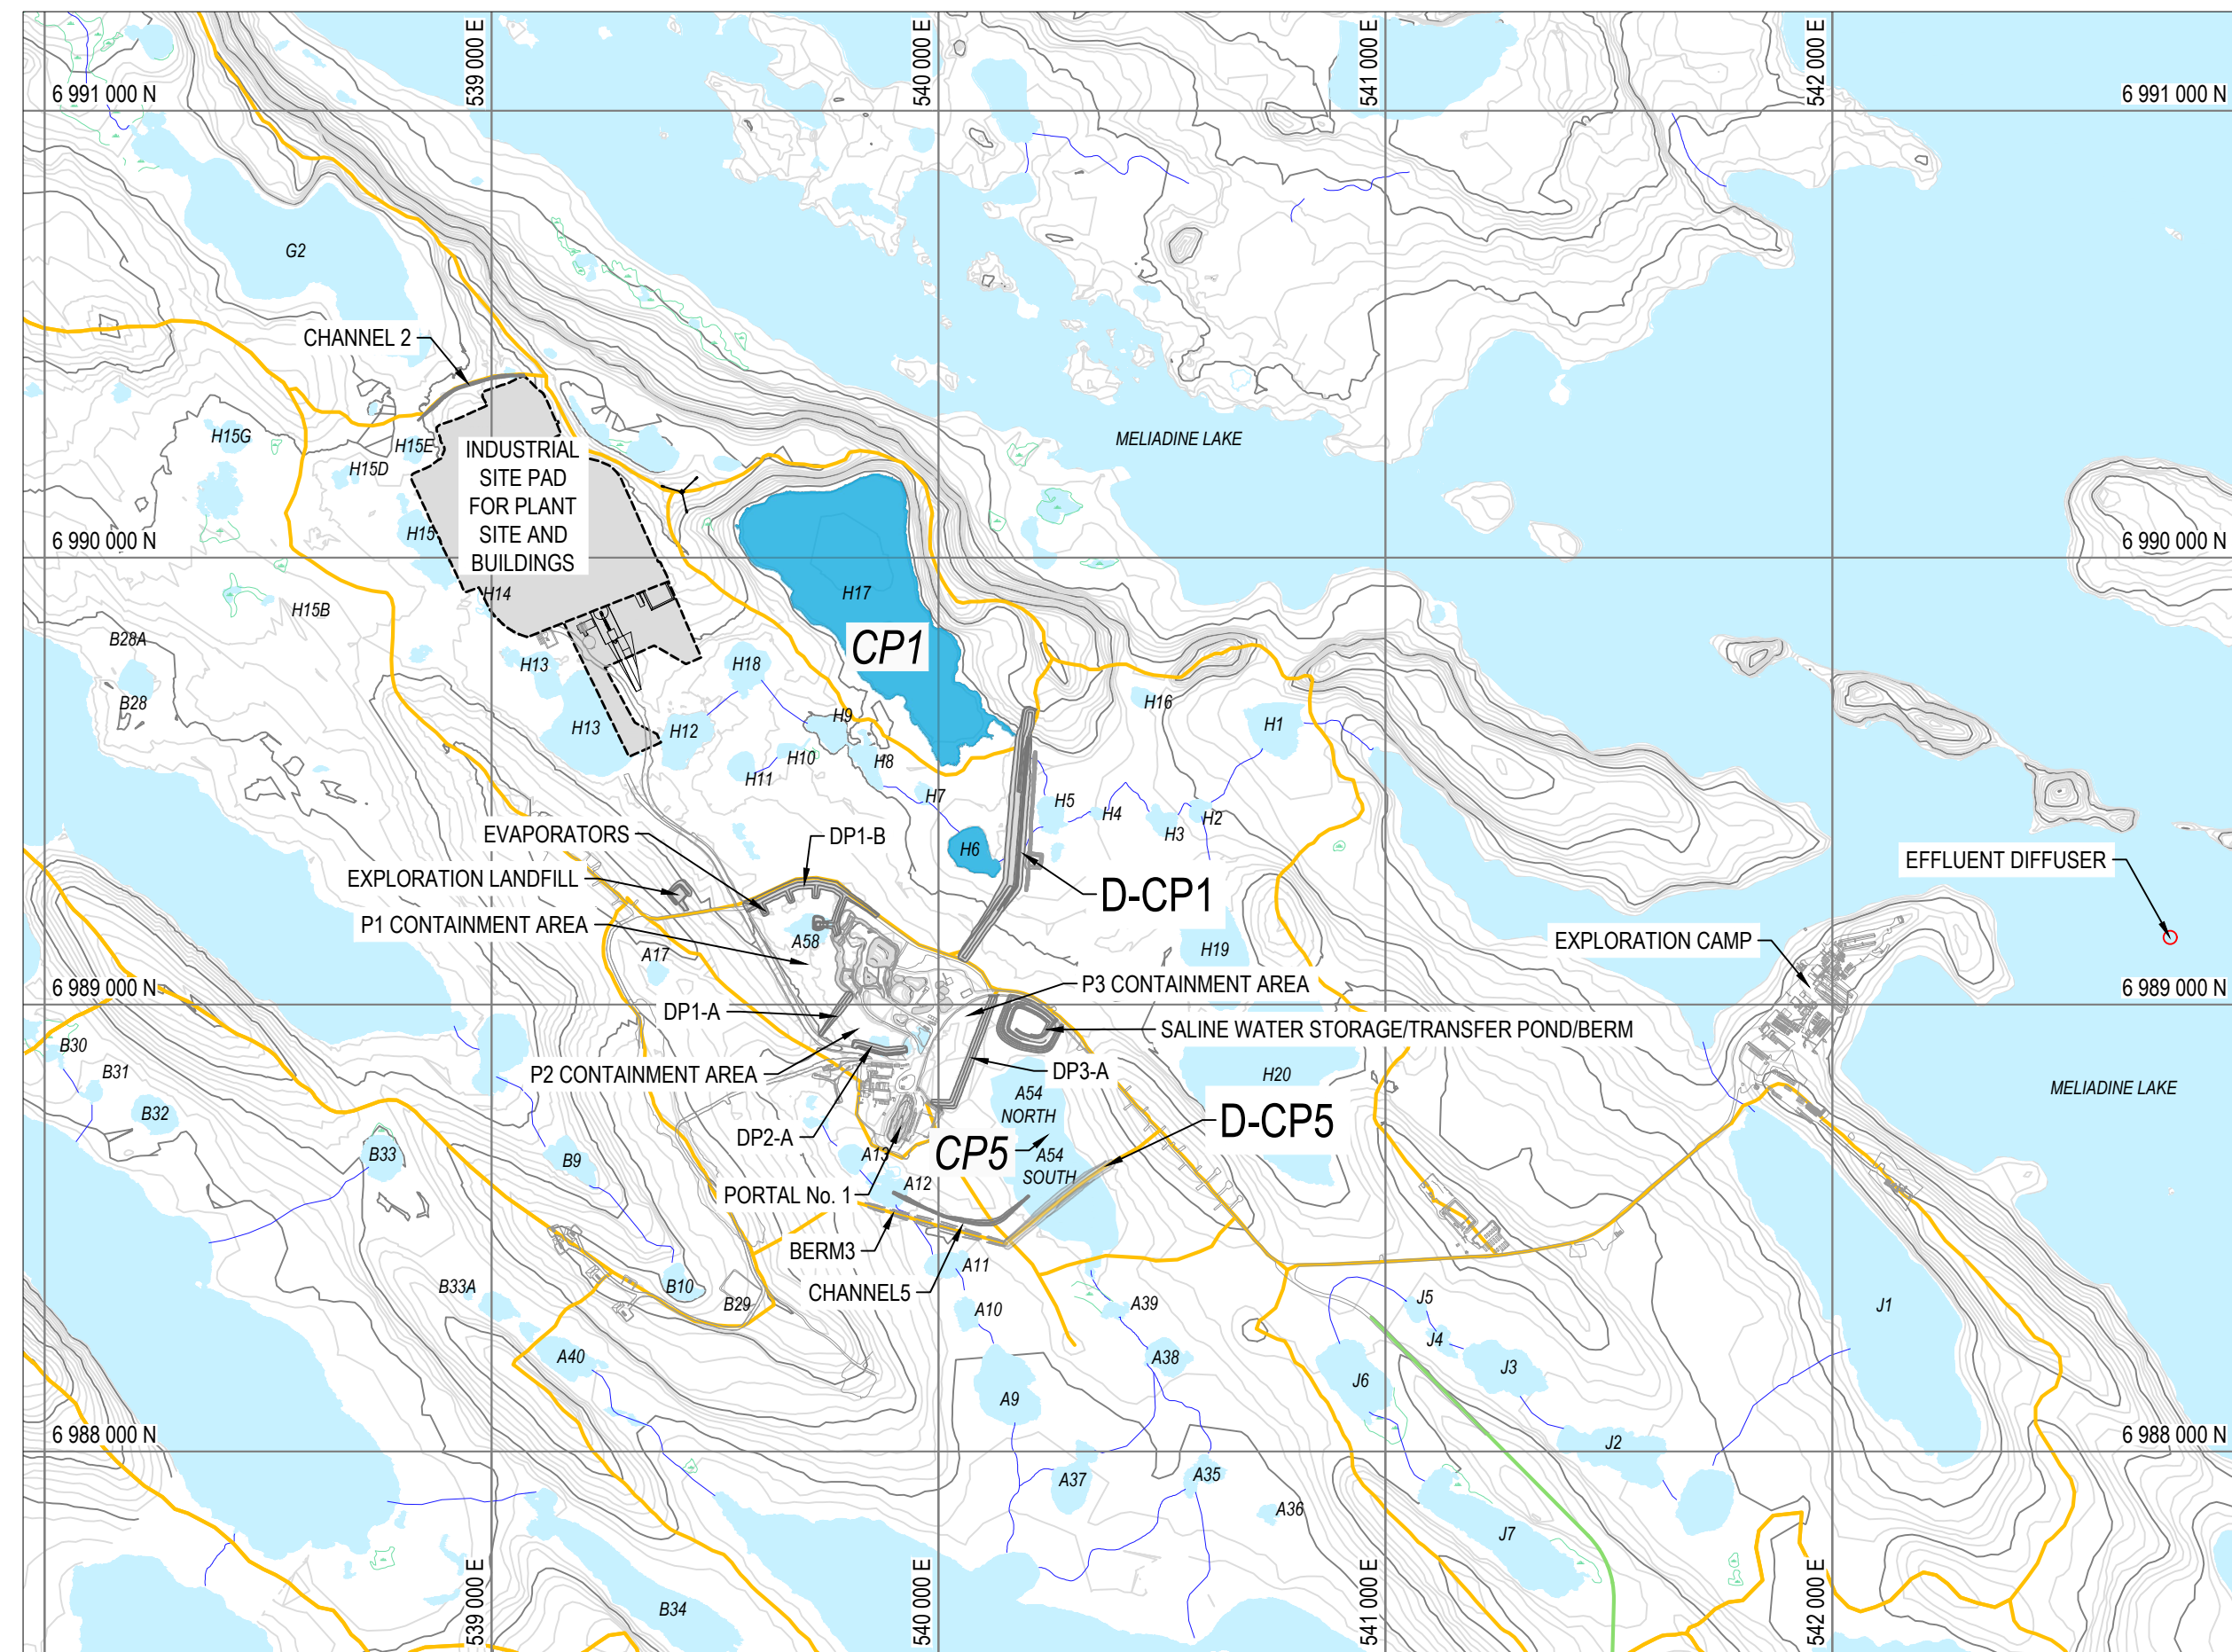 539 000 E
540 000 E
541 000 E
542 000 E
6 991 000 N
6 991 000 N
G2
CHANNEL 2
MELIADINE LAKE
H15G
H15E
H15D
INDUSTRIAL
SITE PAD
FOR PLANT
SITE AND
BUILDINGS
H15
6 990 000 N
6 990 000 N
H14
H17
H15B
CP1
B28A
H13
H18
B28
H16
H13
H12
H9
H1
H10
H8
H11
H7
H5
H4
H3
H2
EVAPORATORS
DP1-B
H6
EXPLORATION LANDFILL
D-CP1
EFFLUENT DIFFUSER
P1 CONTAINMENT AREA
A58
H19
EXPLORATION CAMP
A17
6 989 000 N
P3 CONTAINMENT AREA
6 989 000 N
DP1-A
SALINE WATER STORAGE/TRANSFER POND/BERM
B30
B31
P2 CONTAINMENT AREA
DP3-A
H20
MELIADINE LAKE
B32
A54
NORTH
D-CP5
DP2-A
B33
B9
A13
CP5
A54
SOUTH
A12
PORTAL No. 1
BERM3
A11
B33A
B10
B29
CHANNEL5
A10
A39
J5
J1
J4
A40
A38
J3
J6
A9
6 988 000 N
J2
6 988 000 N
A37
A35
A36
J7
B34
539 000 E
540 000 E
541 000 E
542 000 E